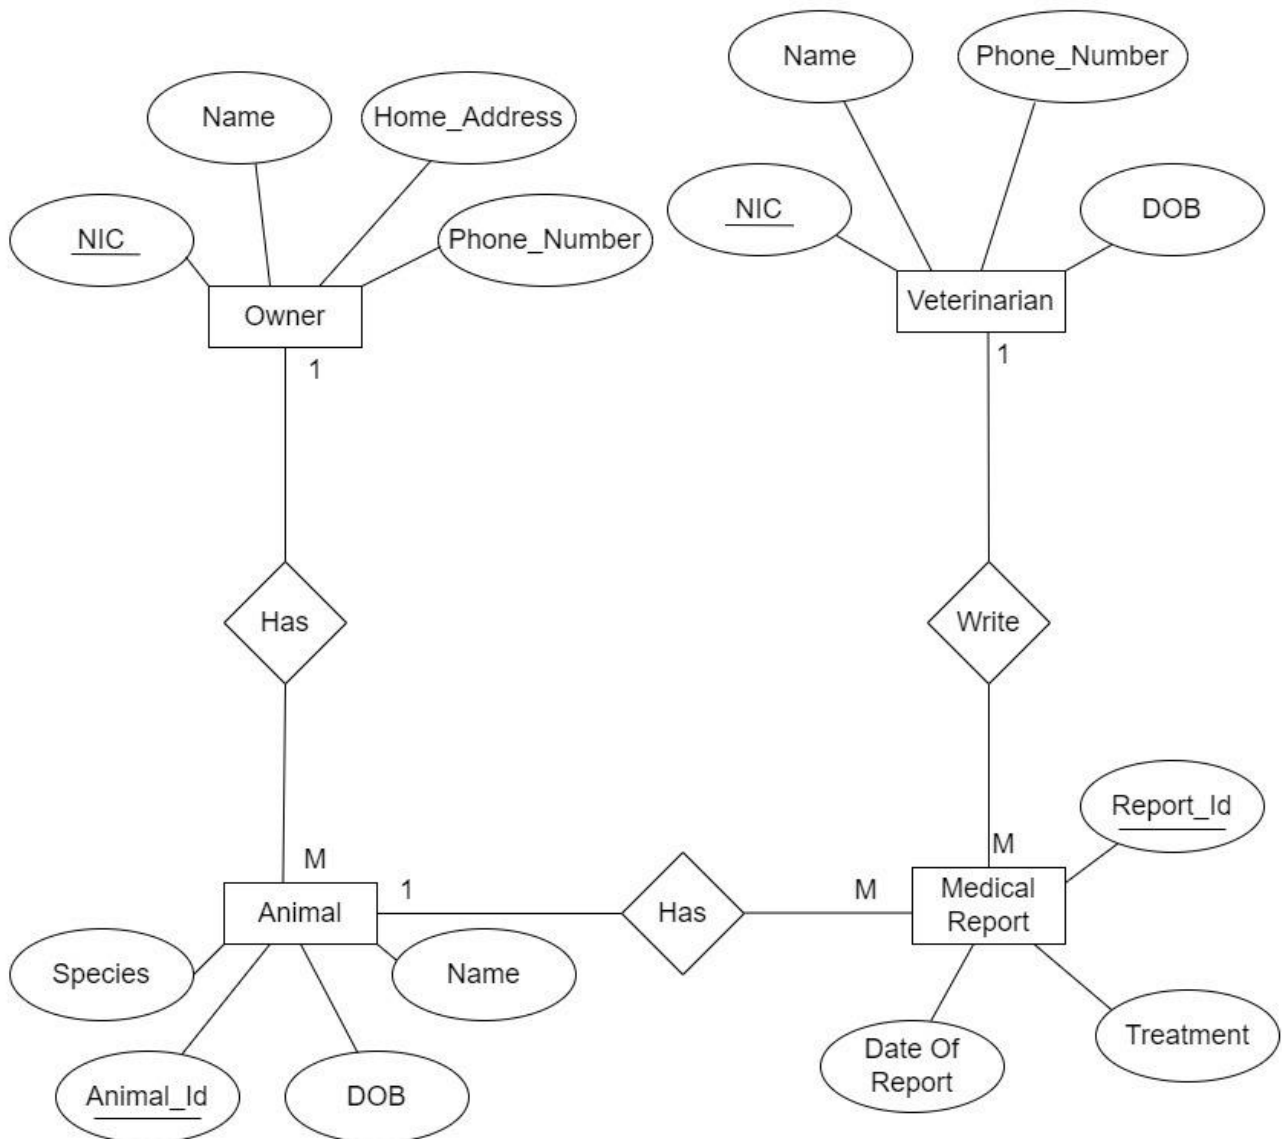 Name
Phone_Number
Name
Home_Address
NIC
DOB
NIC
Phone_Number
Veterinarian
Owner
1
1
Has
Write
Report_Id
M
M
1
M
Medical
Report
Animal
Has
Species
Name
Treatment
Date Of
Report
Animal_Id
DOB